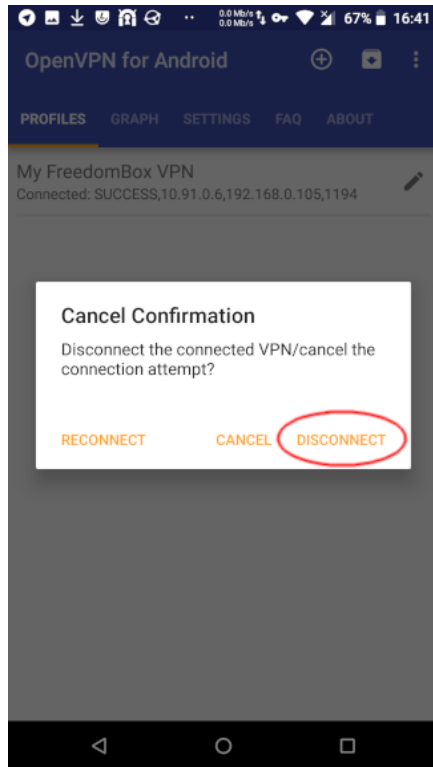 0.0 Mb/s
0.0 Mb/s
67%
16:41
OpenVPN for Android
PROFILES GRAPH SETTINGS FAQ ABOUT
My FreedomBox VPN
Connected: SUCCESS,10.91.0.6,192.168.0.105,1194
Cancel Confirmation
Disconnect the connected VPN/cancel the
connection attempt?
RECONNECT CANCEL DISCONNECT